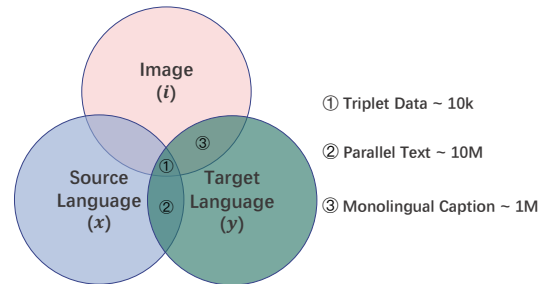 Image
(i)
③
① Triplet Data ~ 10k
①
② Parallel Text ~ 10M
Source
Language
(x)
②
Target
Language
(y)
③ Monolingual Caption ~ 1M